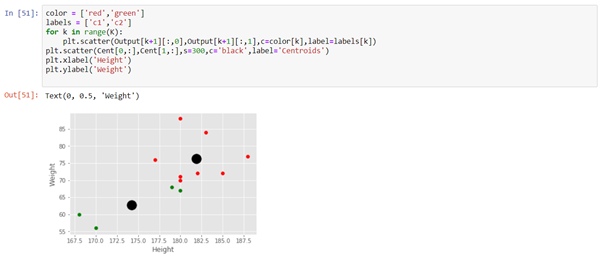 In [51]: color = ['red','green']
labels = ['c1','c2']
for k in range(K):
    plt.scatter(Output[k+1][:,0],Output[k+1][:,1],c=color[k],label=labels[k])
plt.scatter(Cent[0,:],Cent[1,:],s=300,c='black',label='Centroids')
plt.xlabel('Height')
plt.ylabel('Weight')
Out[51]: Text(0, 0.5, 'Weight')
85
80
75
70
65
60
55
Weight
167.5 170.0 172.5 175.0 177.5 180.0 182.5 185.0 187.5
Height